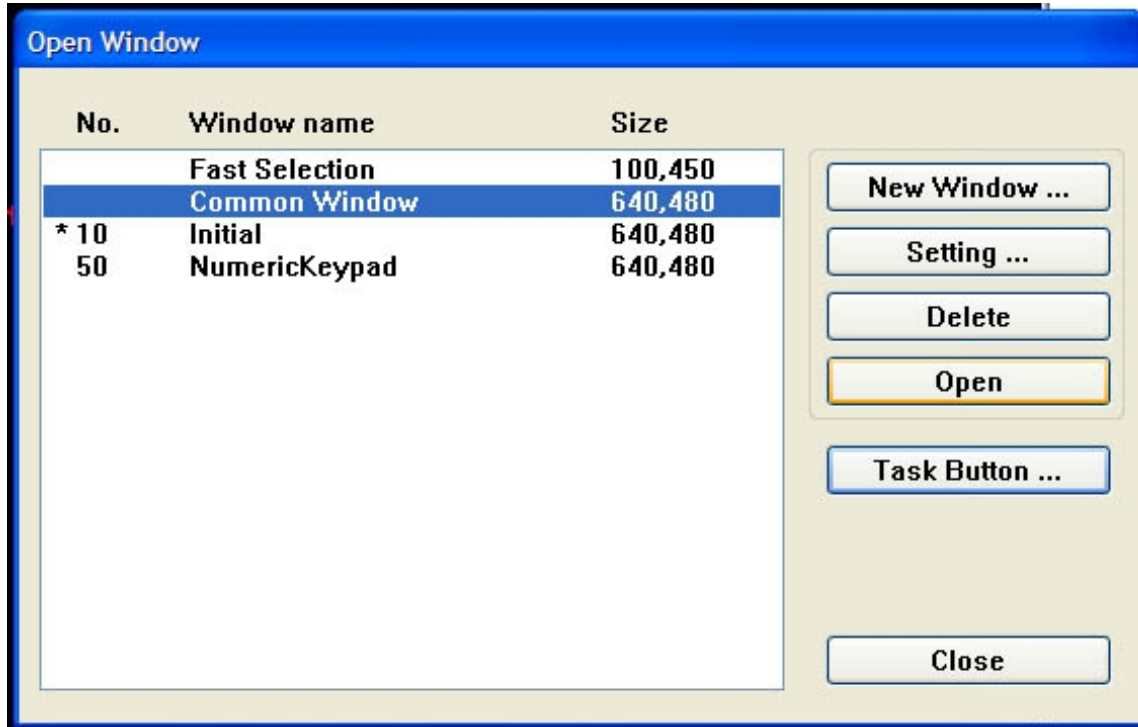 Open Window
No. Window name Size
Fast Selection 100,450
Common Window 640,480
* 10 Initial 640,480
50 NumericKeypad 640,480
New Window ...
Setting ...
Delete
Open
Task Button ...
Close